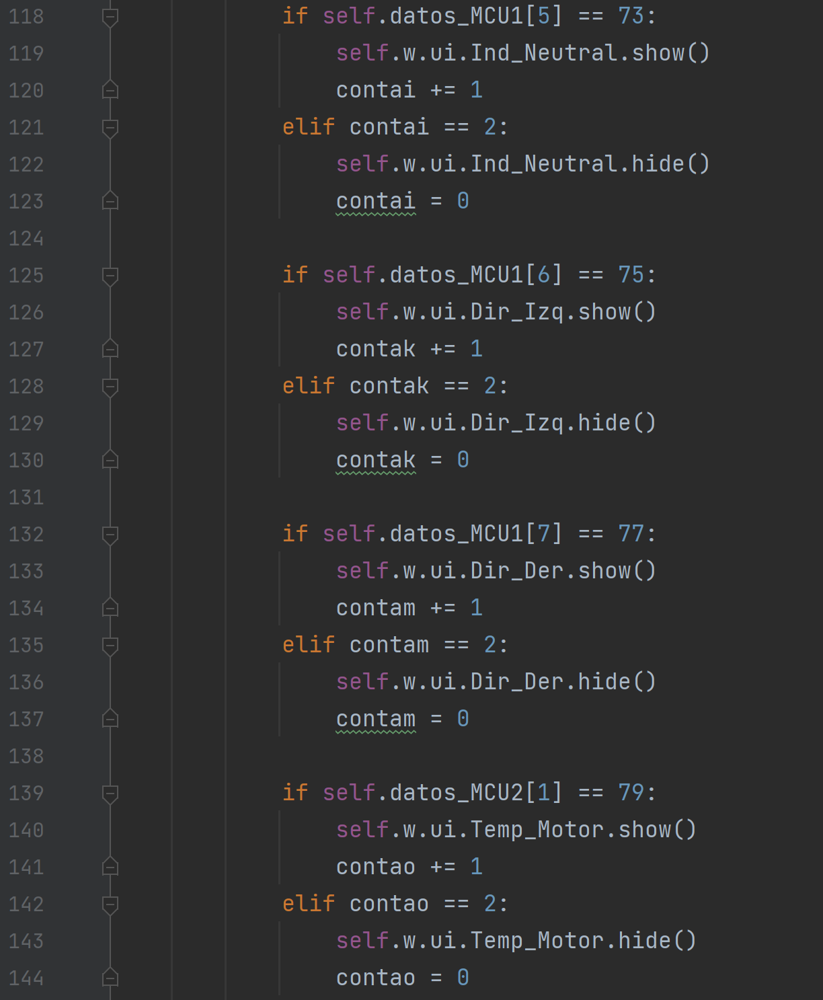 118 if self.datos_MCU1[5] == 73:
119 self.w.ui.Ind_Neutral.show()
120 contai += 1
121 elif contai == 2:
122 self.w.ui.Ind_Neutral.hide()
123 contai = 0
124
125 if self.datos_MCU1[6] == 75:
126 self.w.ui.Dir_Izq.show()
127 contak += 1
128 elif contak == 2:
129 self.w.ui.Dir_Izq.hide()
130 contak = 0
131
132 if self.datos_MCU1[7] == 77:
133 self.w.ui.Dir_Der.show()
134 contam += 1
135 elif contam == 2:
136 self.w.ui.Dir_Der.hide()
137 contam = 0
138
139 if self.datos_MCU2[1] == 79:
140 self.w.ui.Temp_Motor.show()
141 contao += 1
142 elif contao == 2:
143 self.w.ui.Temp_Motor.hide()
144 contao = 0